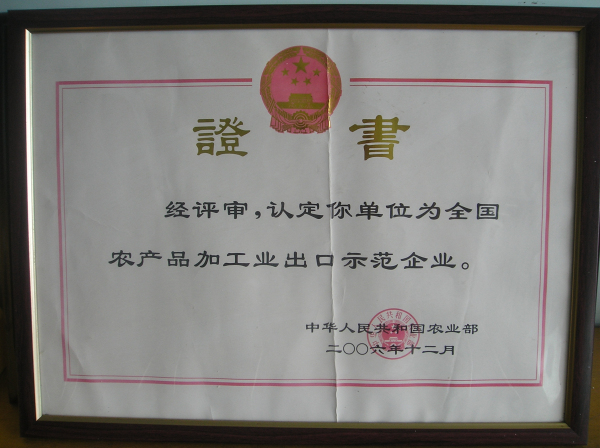 證書
经评审，认定你单位为全国
农产品加工业出口示范企业。
中华人民共和国农业部
二〇〇六年十二月